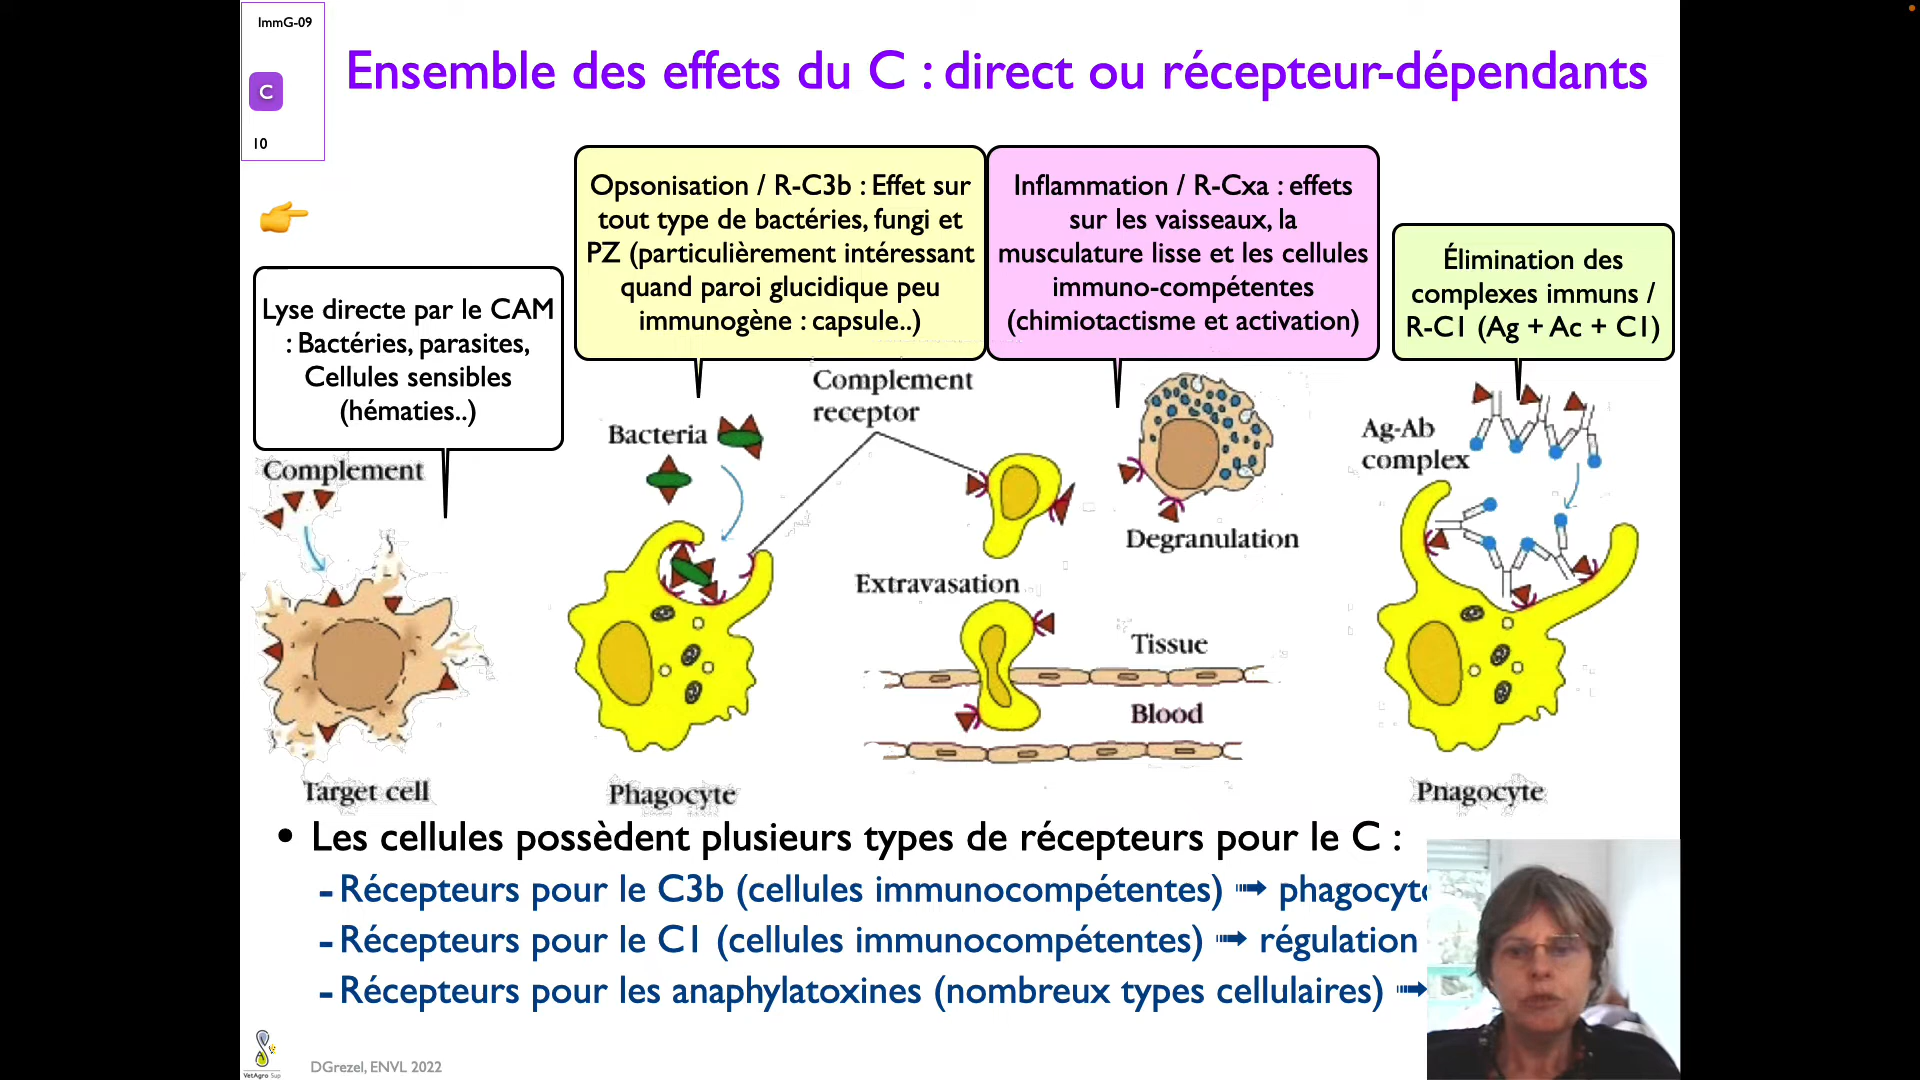 ImmG-09
C
10
Ensemble des effets du C : direct ou récepteur-dépendants
Lyse directe par le CAM
: Bactéries, parasites,
Cellules sensibles
(hématies..)
Opsonisation / R-C3b : Effet sur
tout type de bactéries, fungi et
PZ (particulièrement intéressant
quand paroi glucidique peu
immunogène : capsule..)
Inflammation / R-Cxa : effets
sur les vaisseaux, la
musculature lisse et les cellules
immuno-compétentes
(chimiotactisme et activation)
Élimination des
complexes immuns /
R-C1 (Ag + Ac + C1)
Complement
Target cell
Bacteria
Phagocyte
Complement
receptor
Extravasation
Degranulation
Tissue
Blood
Ag-Ab
complex
Pnagocyte
• Les cellules possèdent plusieurs types de récepteurs pour le C :
- Récepteurs pour le C3b (cellules immunocompétentes) ➟ phagocyt
- Récepteurs pour le C1 (cellules immunocompétentes) ➟ régulation
- Récepteurs pour les anaphylatoxines (nombreux types cellulaires) ➟
VetAgro Sup
DGrezel, ENVL 2022